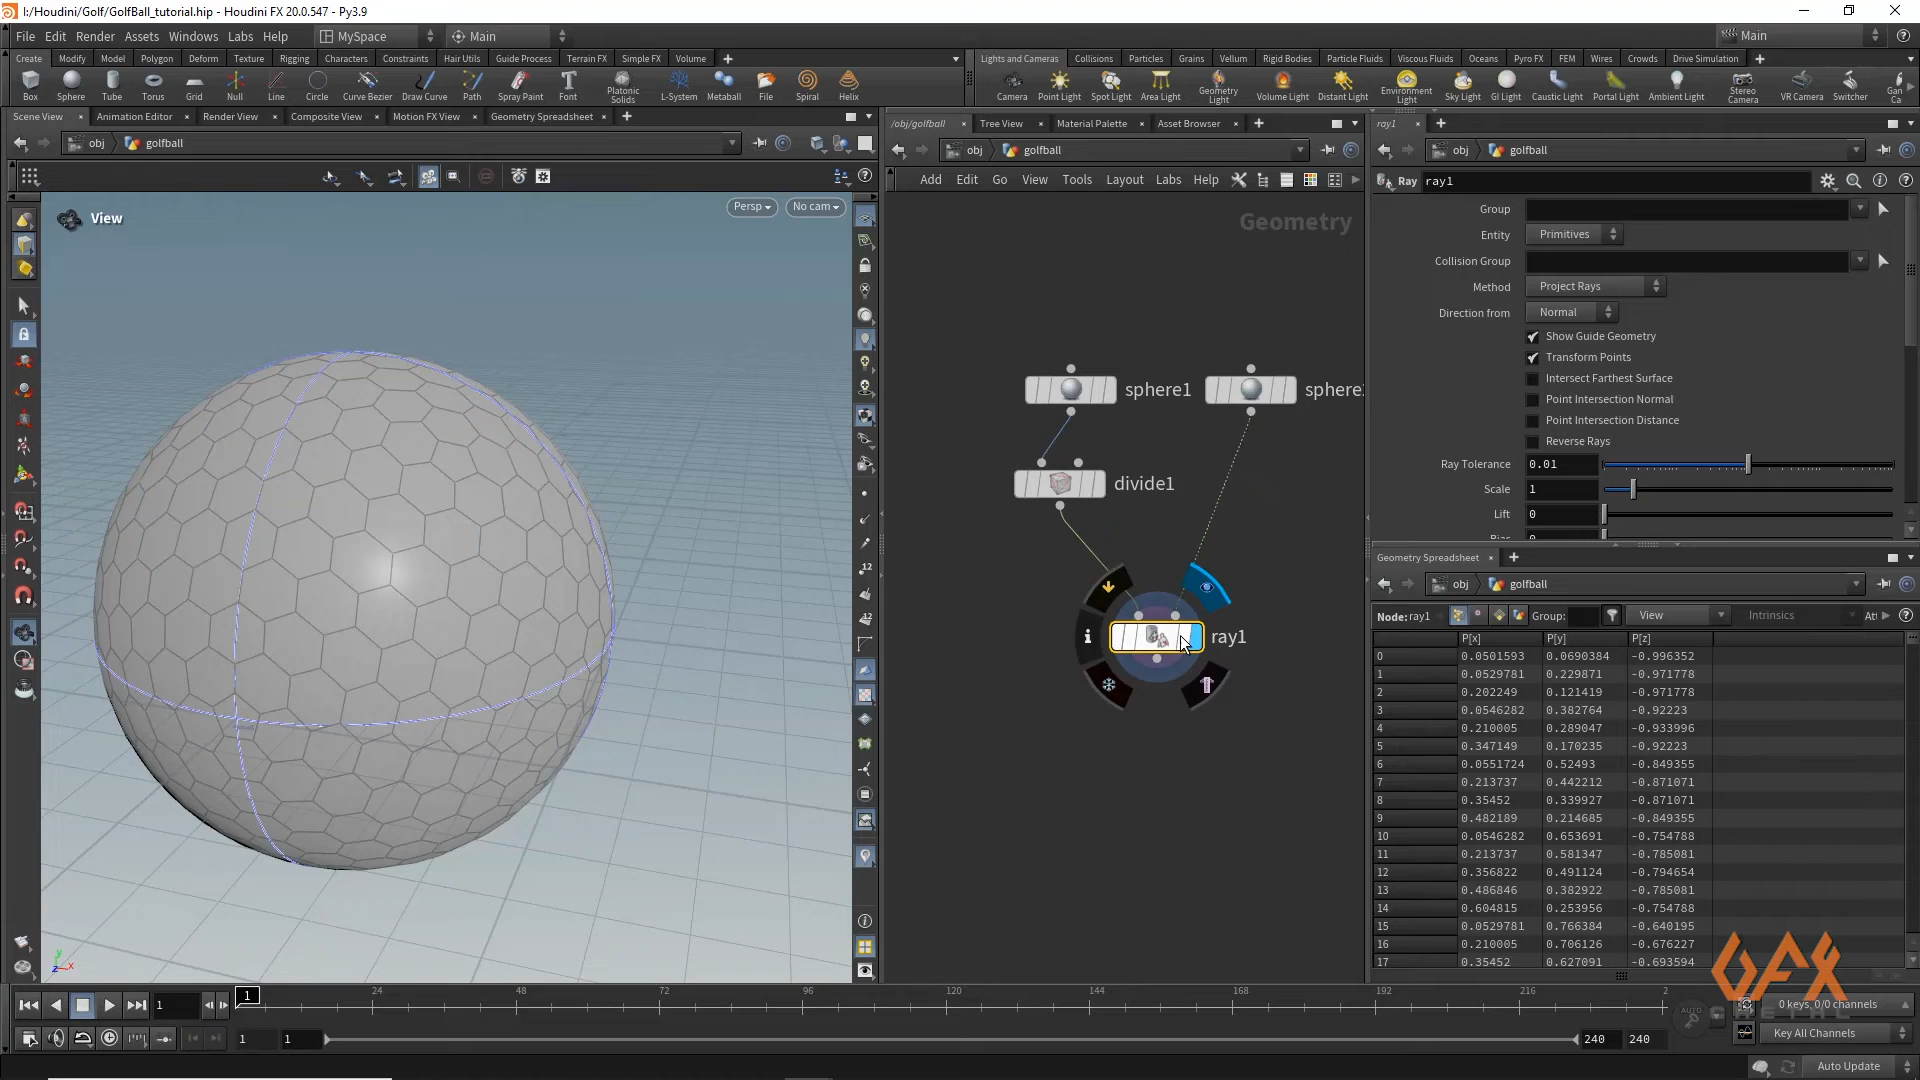 I:/Houdini/Golf/GolfBall_tutorial.hip - Houdini FX 20.0.547 - Py3.9
File Edit Render Assets Windows Labs Help MySpace Main Main
Create Modify Model Polygon Deform Texture Rigging Characters Constraints Hair Utils Guide Process Terrain FX Simple FX Volume
Lights and Cameras Collisions Particles Grains Vellum Rigid Bodies Particle Fluids Viscous Fluids Oceans Pyro FX FEM Wires Crowds Drive Simulation
Box Sphere Tube Torus Grid Null Line Circle Curve Bezier Draw Curve Path Spray Paint Font Platonic Solids L-System Metaball File Spiral Helix
Camera Point Light Spot Light Area Light Geometry Light Volume Light Distant Light Environment Light Sky Light GI Light Caustic Light Portal Light Ambient Light Stereo Camera VR Camera Switcher Gan Ca
Scene View Animation Editor Render View Composite View Motion FX View Geometry Spreadsheet
obj golfball
View
Persp No cam
/obj/golfball Tree View Material Palette Asset Browser
obj golfball
Add Edit Go View Tools Layout Labs Help
Geometry
sphere1 sphere
divide1
ray1
ray1
obj golfball
Ray ray1
Group
Entity Primitives
Collision Group
Method Project Rays
Direction from Normal
Show Guide Geometry
Transform Points
Intersect Farthest Surface
Point Intersection Normal
Point Intersection Distance
Reverse Rays
Ray Tolerance 0.01
Scale 1
Lift 0
Geometry Spreadsheet
obj golfball
Node: ray1 Group: View Intrinsics At
P[x] P[y] P[z]
0 0.0501593 0.0690384 -0.996352
1 0.0529781 0.229871 -0.971778
2 0.202249 0.121419 -0.971778
3 0.0546282 0.382764 -0.92223
4 0.210005 0.289047 -0.933996
5 0.347149 0.170235 -0.92223
6 0.0551724 0.52493 -0.849355
7 0.213737 0.442212 -0.871071
8 0.35452 0.339927 -0.871071
9 0.482189 0.214685 -0.849355
10 0.0546282 0.653691 -0.754788
11 0.213737 0.581347 -0.785081
12 0.356822 0.491124 -0.794654
13 0.486846 0.382922 -0.785081
14 0.604815 0.253956 -0.754788
15 0.0529781 0.766384 -0.640195
16 0.210005 0.706126 -0.676227
17 0.35452 0.627091 -0.693594
1 1 24 48 72 96 120 144 168 192 216 2
0 keys, 0/0 channels
1 1 240 240 Key All Channels
Auto Update